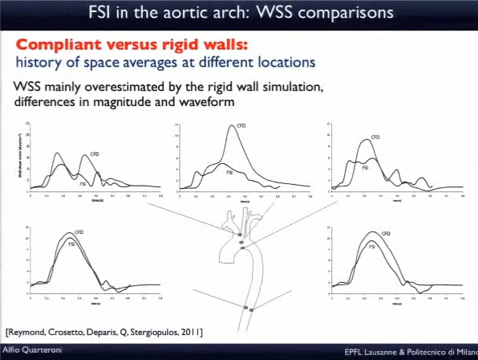 FSI in the aortic arch: WSS comparisons
Compliant versus rigid walls:
history of space averages at different locations
WSS mainly overestimated by the rigid wall simulation,
differences in magnitude and waveform
CFD
FSI
CFD
FSI
CFD
FSI
CFD
FSI
CFD
FSI
[Reymond, Crosetto, Deparis, Q, Stergiopulos, 2011]
Alfio Quarteroni
EPFL Lausanne & Politecnico di Milano